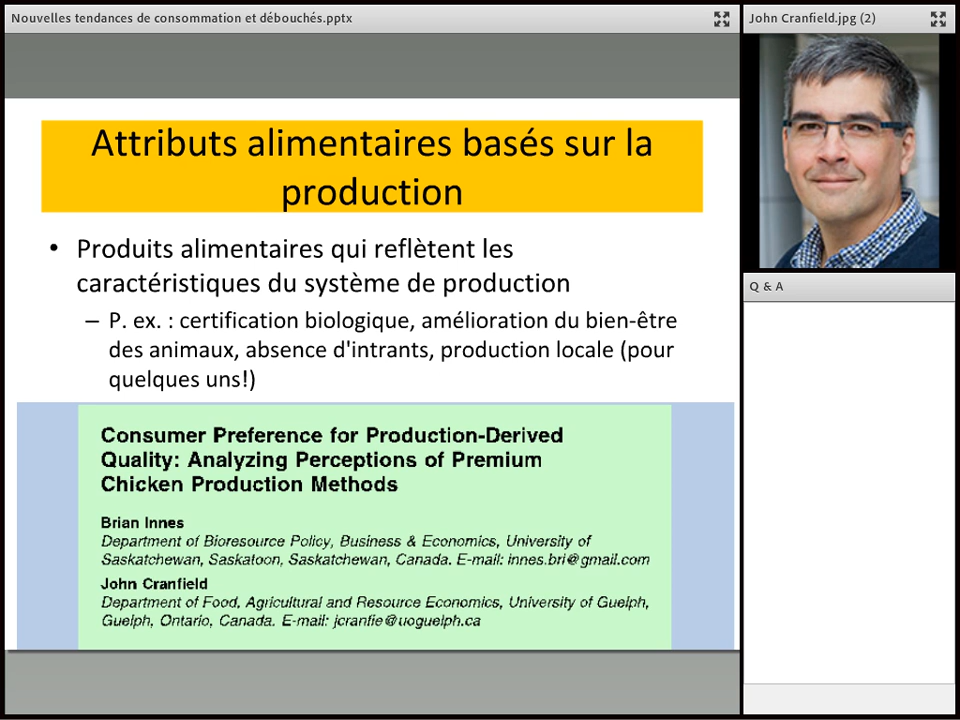 Nouvelles tendances de consommation et débouchés.pptx
John Cranfield.jpg (2)
Attributs alimentaires basés sur la
production
• Produits alimentaires qui reflètent les
caractéristiques du système de production
– P. ex. : certification biologique, amélioration du bien-être
des animaux, absence d'intrants, production locale (pour
quelques uns!)
Consumer Preference for Production-Derived
Quality: Analyzing Perceptions of Premium
Chicken Production Methods
Brian Innes
Department of Bioresource Policy, Business & Economics, University of
Saskatchewan, Saskatoon, Saskatchewan, Canada. E-mail: innes.bri@gmail.com
John Cranfield
Department of Food, Agricultural and Resource Economics, University of Guelph,
Guelph, Ontario, Canada. E-mail: jcranfie@uoguelph.ca
Q & A